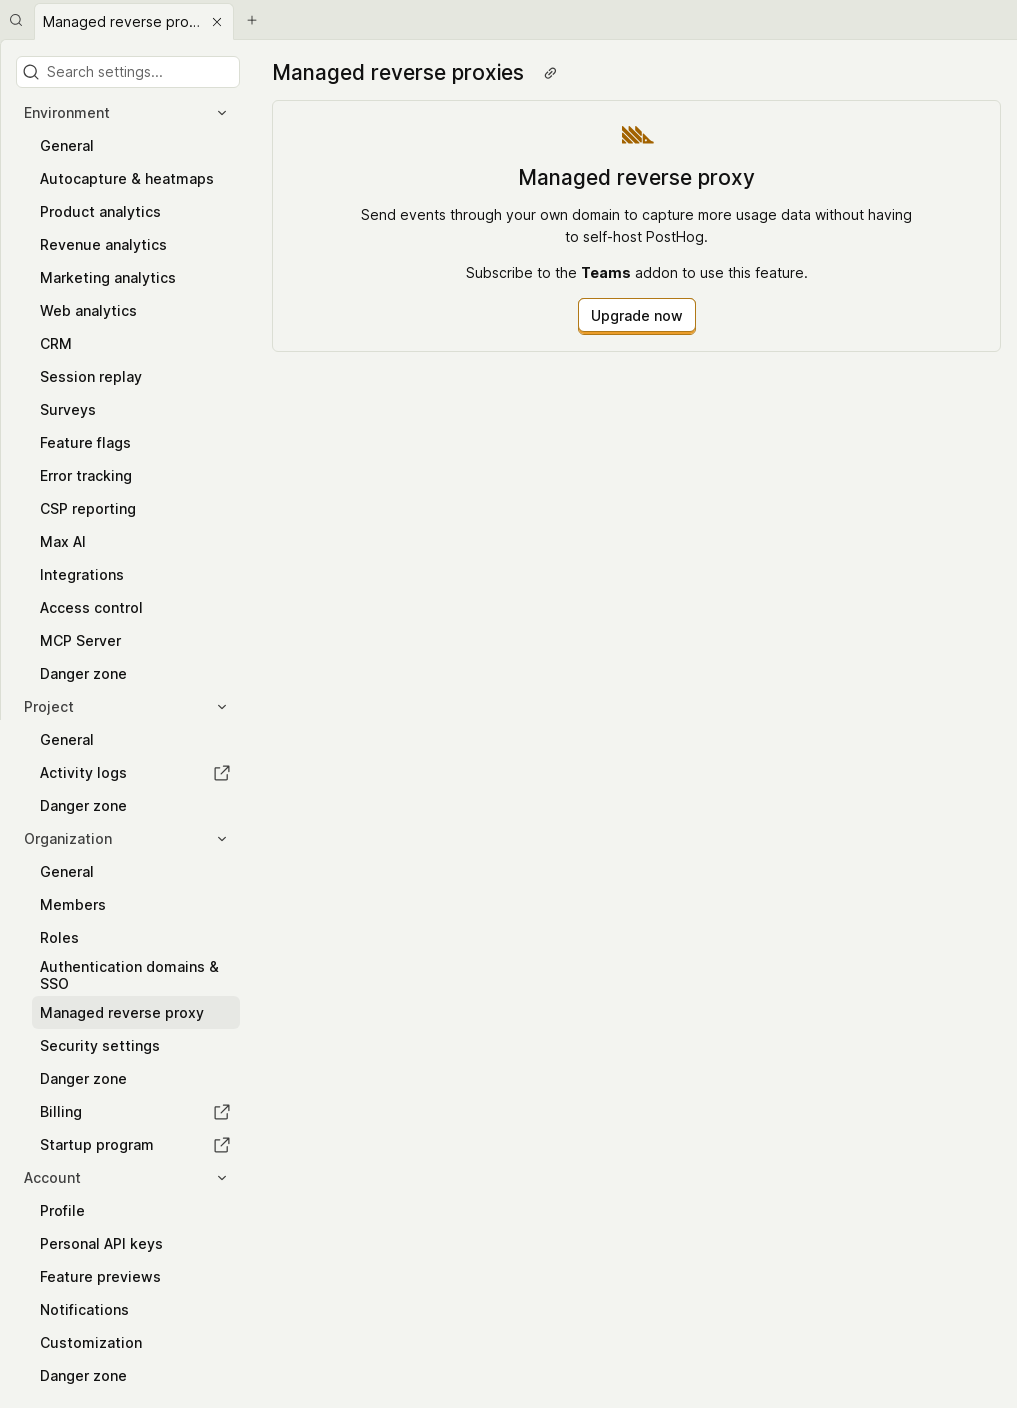 Managed reverse pro...
Search settings...
Environment
General
Autocapture & heatmaps
Product analytics
Revenue analytics
Marketing analytics
Web analytics
CRM
Session replay
Surveys
Feature flags
Error tracking
CSP reporting
Max AI
Integrations
Access control
MCP Server
Danger zone
Project
General
Activity logs
Danger zone
Organization
General
Members
Roles
Authentication domains &
SSO
Managed reverse proxy
Security settings
Danger zone
Billing
Startup program
Account
Profile
Personal API keys
Feature previews
Notifications
Customization
Danger zone
Managed reverse proxies
Managed reverse proxy
Send events through your own domain to capture more usage data without having
to self-host PostHog.
Subscribe to the Teams addon to use this feature.
Upgrade now